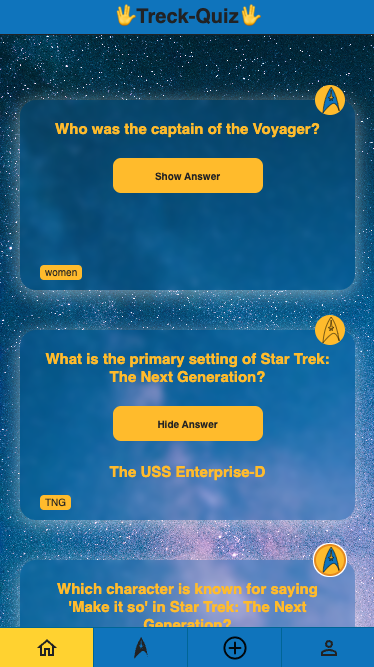 🖖Treck-Quiz🖖
Who was the captain of the Voyager?
Show Answer
women
What is the primary setting of Star Trek:
The Next Generation?
Hide Answer
The USS Enterprise-D
TNG
Which character is known for saying
'Make it so' in Star Trek: The Next
Generation?